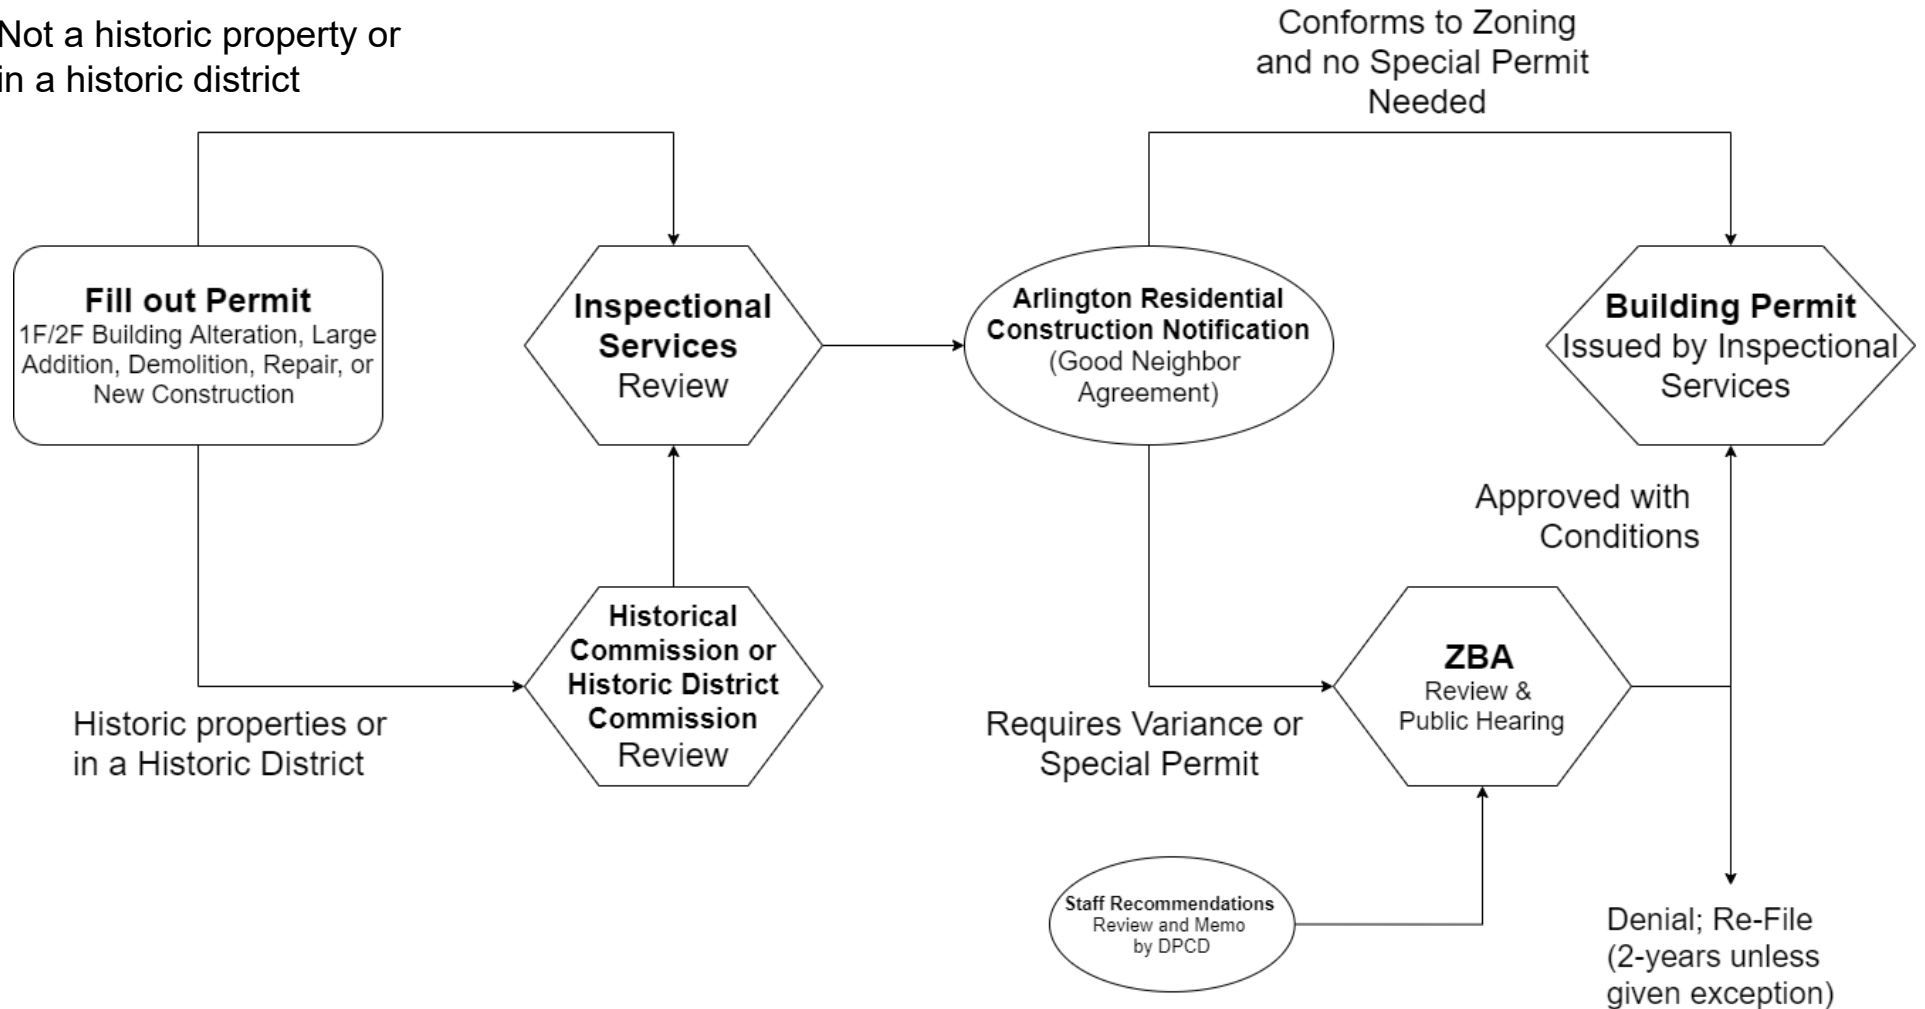 Not a historic property or
in a historic district
Conforms to Zoning
and no Special Permit
Needed
Fill out Permit
1F/2F Building Alteration, Large
Addition, Demolition, Repair, or
New Construction
Inspectional
Services
Review
Arlington Residential
Construction Notification
(Good Neighbor
Agreement)
Building Permit
Issued by Inspectional
Services
Approved with
Conditions
Historical
Commission or
Historic District
Commission
Review
Historic properties or
in a Historic District
ZBA
Review &
Public Hearing
Requires Variance or
Special Permit
Staff Recommendations
Review and Memo
by DPCD
Denial; Re-File
(2-years unless
given exception)